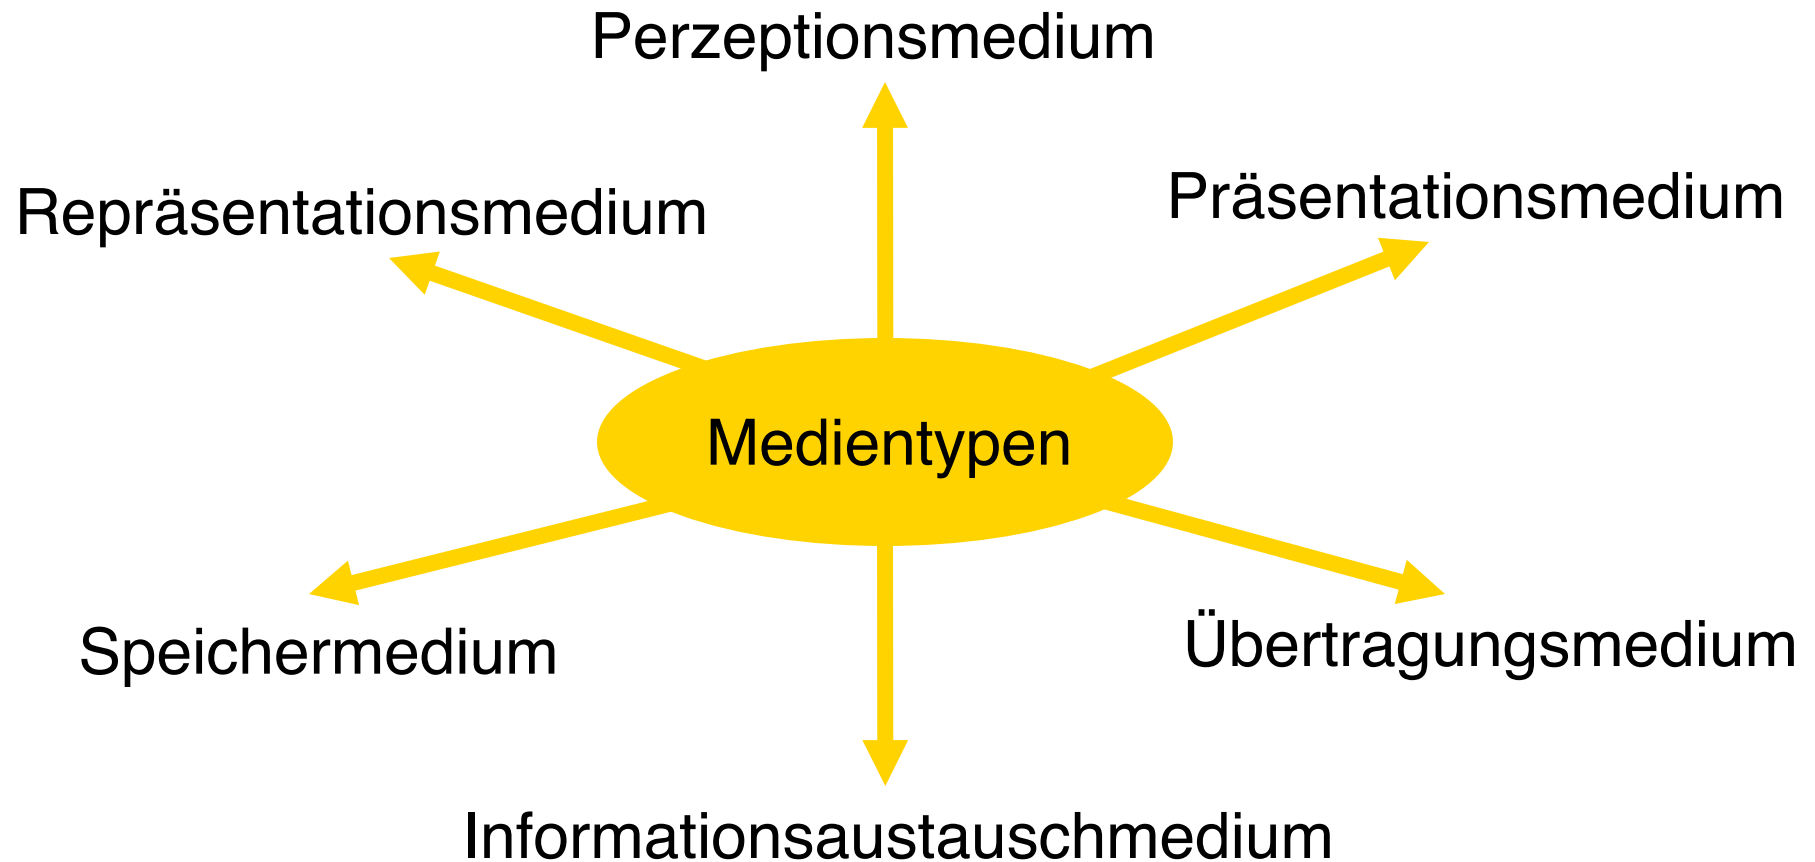 Perzeptionsmedium
Repräsentationsmedium
Präsentationsmedium
Medientypen
Speichermedium
Übertragungsmedium
Informationsaustauschmedium